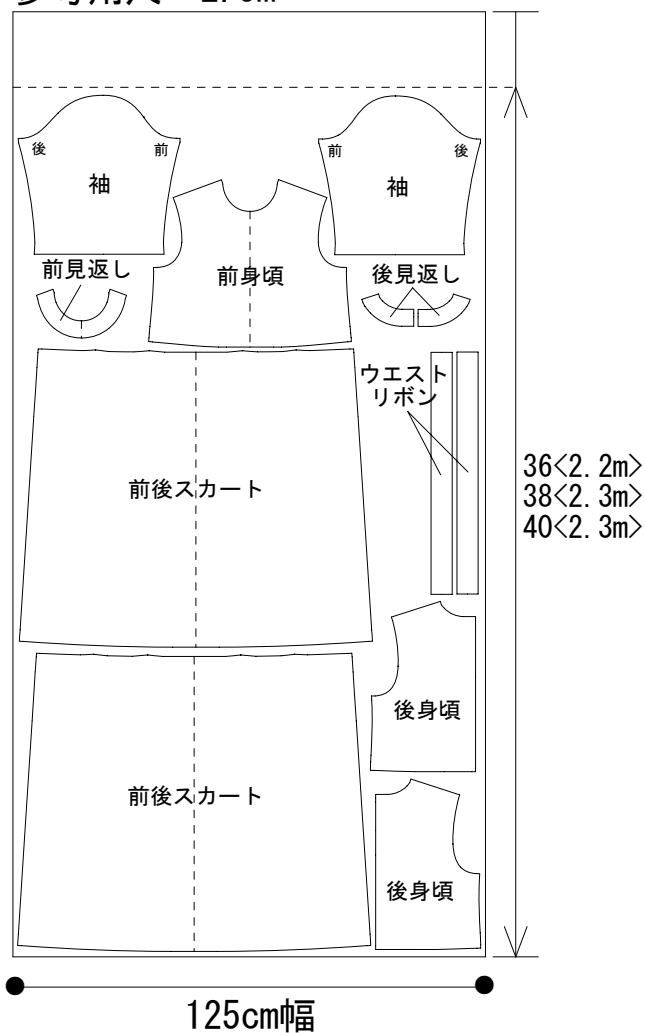 後
前
前
後
袖
袖
前見返し
前身頃
後見返し
ウエスト
リボン
前後スカート
36<2.2m>
38<2.3m>
40<2.3m>
後身頃
前後スカート
後身頃
125cm幅